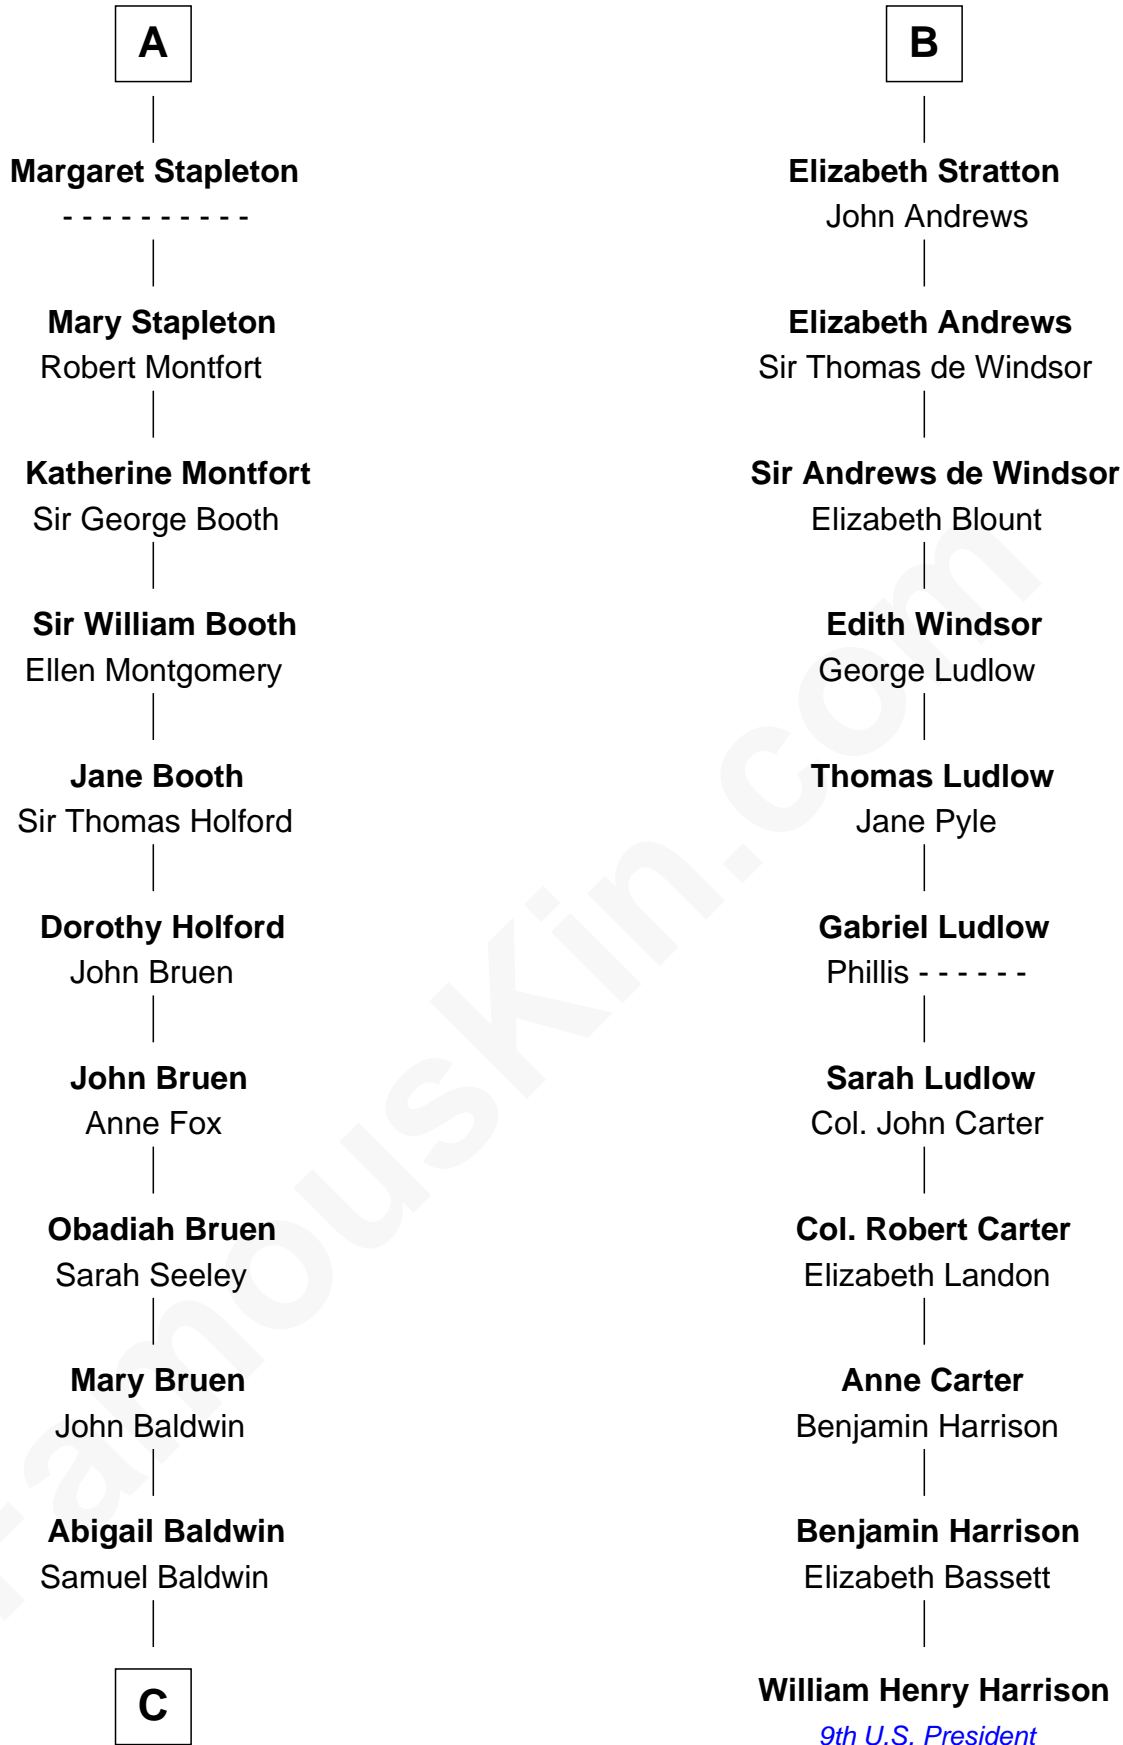 A
Margaret Stapleton
- - - - - - - - - -
Mary Stapleton
Robert Montfort
Katherine Montfort
Sir George Booth
Sir William Booth
Ellen Montgomery
Jane Booth
Sir Thomas Holford
Dorothy Holford
John Bruen
John Bruen
Anne Fox
Obadiah Bruen
Sarah Seeley
Mary Bruen
John Baldwin
Abigail Baldwin
Samuel Baldwin
C
B
Elizabeth Stratton
John Andrews
Elizabeth Andrews
Sir Thomas de Windsor
Sir Andrews de Windsor
Elizabeth Blount
Edith Windsor
George Ludlow
Thomas Ludlow
Jane Pyle
Gabriel Ludlow
Phillis - - - - - -
Sarah Ludlow
Col. John Carter
Col. Robert Carter
Elizabeth Landon
Anne Carter
Benjamin Harrison
Benjamin Harrison
Elizabeth Bassett
William Henry Harrison
9th U.S. President
FamousKin.com